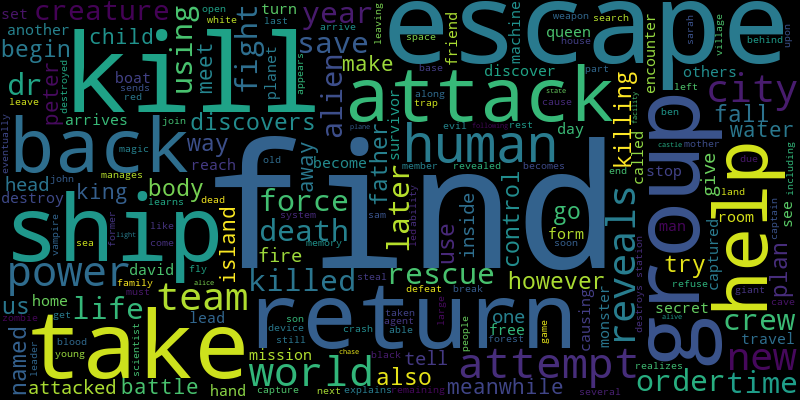 set creature using year open white last arrive
another turn leaving weapon search
begin child meet fight save friend machine queen space house sarah behind village upon
dr peter destroyed boat sends red alien planet make
escape
kill
attack
encounter discover others city
base part along trap cause state left
arrives join discovers way survivor day
eventually magic manages become evil rest called ben fall
back
human
killing facility
father member revealed becomes end castle mother due water
head john body away reach old
find
group
help
destroy learns king dead force later control go stop give see including
vampire former like sea come light island death inside form soon
reveals land room captain
ship
man
fire system memory sam use
captured plan
power david fly killed rescue however try giant cave
us home family must team
return
steal defeat break causing monster secret refuse crew alive
zombie get alice life lead son device still crash taken agent able one free people
take
world
attempt
new
named leader blood young scientist mission also tell forest game large
order time travel realizes
attacked battle hand capture next explains chase black remaining meanwhile several